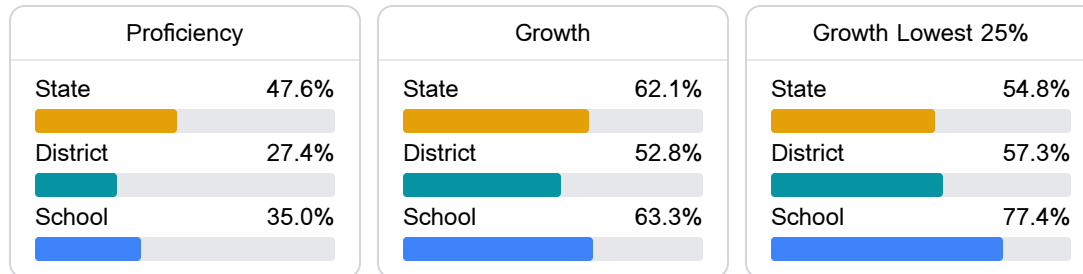 Proficiency
State 47.6%
District 27.4%
School 35.0%
Growth
State 62.1%
District 52.8%
School 63.3%
Growth Lowest 25%
State 54.8%
District 57.3%
School 77.4%